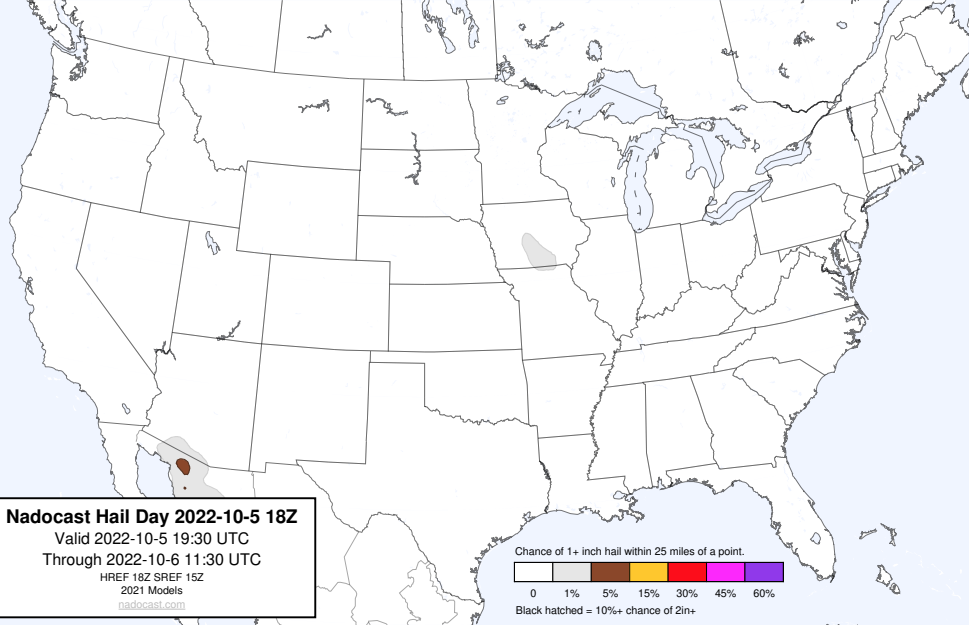 Nadocast Hail Day 2022-10-5 18Z
Valid 2022-10-5 19:30 UTC
Through 2022-10-6 11:30 UTC
HREF 18Z SREF 15Z
2021 Models
nadocast.com
Chance of 1+ inch hail within 25 miles of a point.
0 1% 5% 15% 30% 45% 60%
Black hatched = 10%+ chance of 2in+